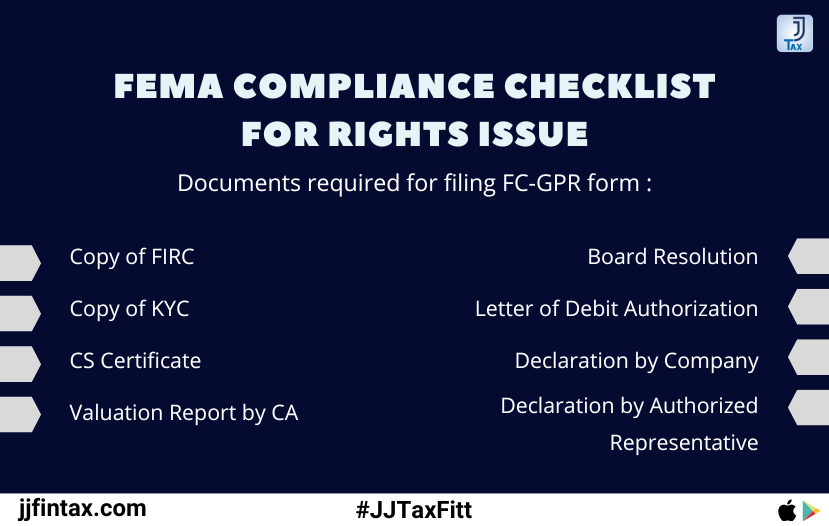 J
J
TAX
FEMA COMPLIANCE CHECKLIST
FOR RIGHTS ISSUE
Documents required for filing FC-GPR form :
Copy of FIRC
Copy of KYC
CS Certificate
Valuation Report by CA
Board Resolution
Letter of Debit Authorization
Declaration by Company
Declaration by Authorized
Representative
jjfintax.com
#JJTaxFitt